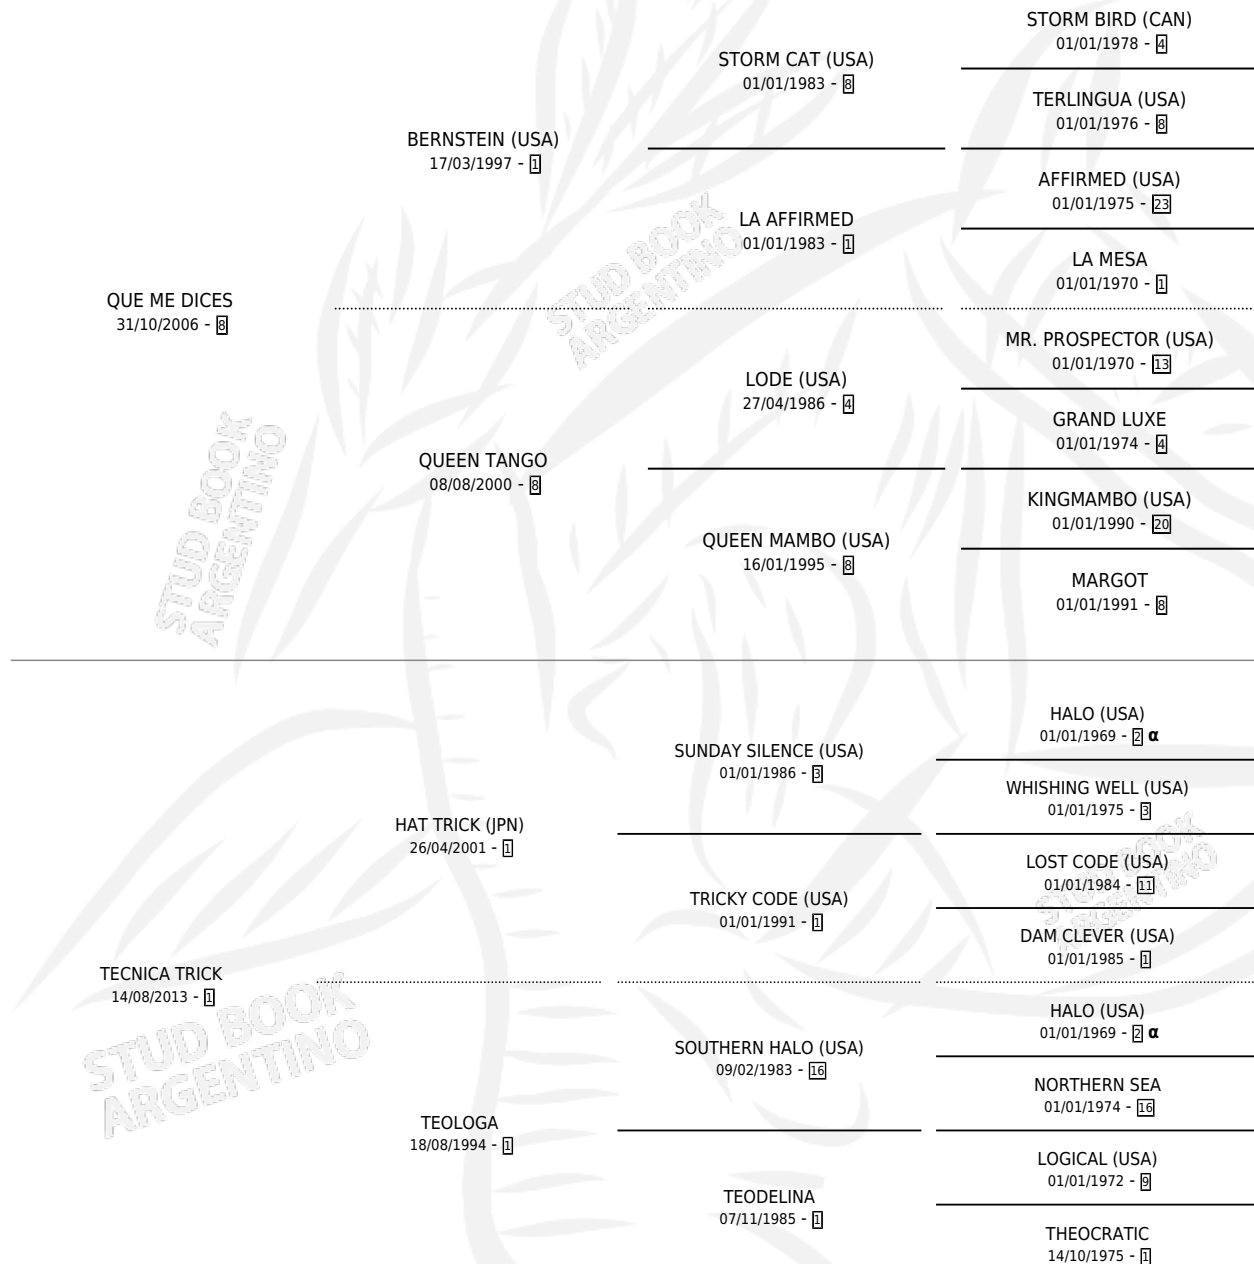 STORM BIRD (CAN)
01/01/1978 - 4
STORM CAT (USA)
01/01/1983 - 8
TERLINGUA (USA)
01/01/1976 - 8
BERNSTEIN (USA)
17/03/1997 - 1
AFFIRMED (USA)
01/01/1975 - 23
LA AFFIRMED
01/01/1983 - 1
LA MESA
01/01/1970 - 1
QUE ME DICES
31/10/2006 - 8
MR. PROSPECTOR (USA)
01/01/1970 - 13
LODE (USA)
27/04/1986 - 4
GRAND LUXE
01/01/1974 - 4
QUEEN TANGO
08/08/2000 - 8
KINGMAMBO (USA)
01/01/1990 - 20
QUEEN MAMBO (USA)
16/01/1995 - 8
MARGOT
01/01/1991 - 8
HALO (USA)
01/01/1969 - 2 α
SUNDAY SILENCE (USA)
01/01/1986 - 3
WHISHING WELL (USA)
01/01/1975 - 3
HAT TRICK (JPN)
26/04/2001 - 1
LOST CODE (USA)
01/01/1984 - 11
TRICKY CODE (USA)
01/01/1991 - 1
DAM CLEVER (USA)
01/01/1985 - 1
TECNICA TRICK
14/08/2013 - 1
HALO (USA)
01/01/1969 - 2 α
SOUTHERN HALO (USA)
09/02/1983 - 16
NORTHERN SEA
01/01/1974 - 16
TEOLOGA
18/08/1994 - 1
LOGICAL (USA)
01/01/1972 - 9
TEODELINA
07/11/1985 - 1
THEOCRATIC
14/10/1975 - 1
STUD BOOK
ARGENTINO
STUD BOOK
ARGENTINO
STUD BOOK
ARGENTINO
STUD BOOK
ARGENTINO